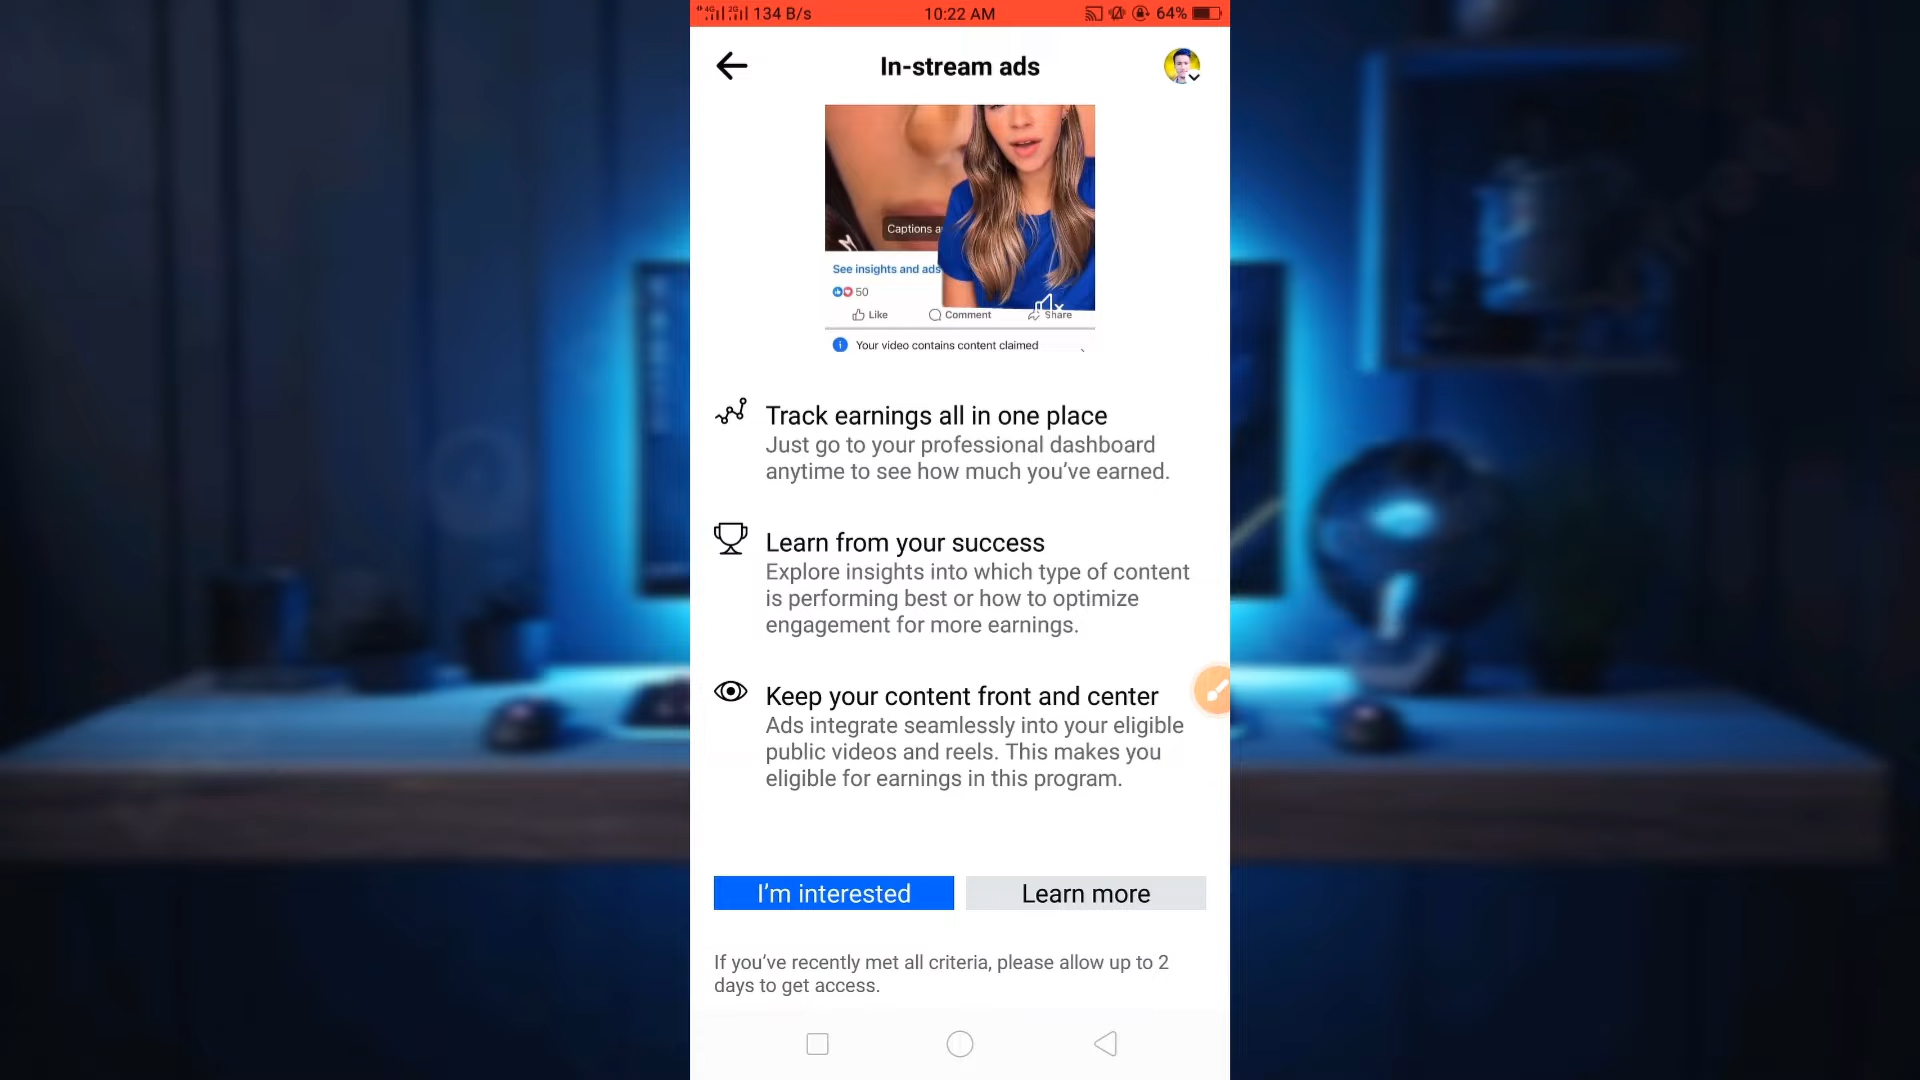 4G 2G 134 B/s 10:22 AM 64%
In-stream ads
Captions a
See insights and ads
50
Like Comment Share
Your video contains content claimed
Track earnings all in one place
Just go to your professional dashboard
anytime to see how much you've earned.
Learn from your success
Explore insights into which type of content
is performing best or how to optimize
engagement for more earnings.
Keep your content front and center
Ads integrate seamlessly into your eligible
public videos and reels. This makes you
eligible for earnings in this program.
I'm interested Learn more
If you've recently met all criteria, please allow up to 2
days to get access.